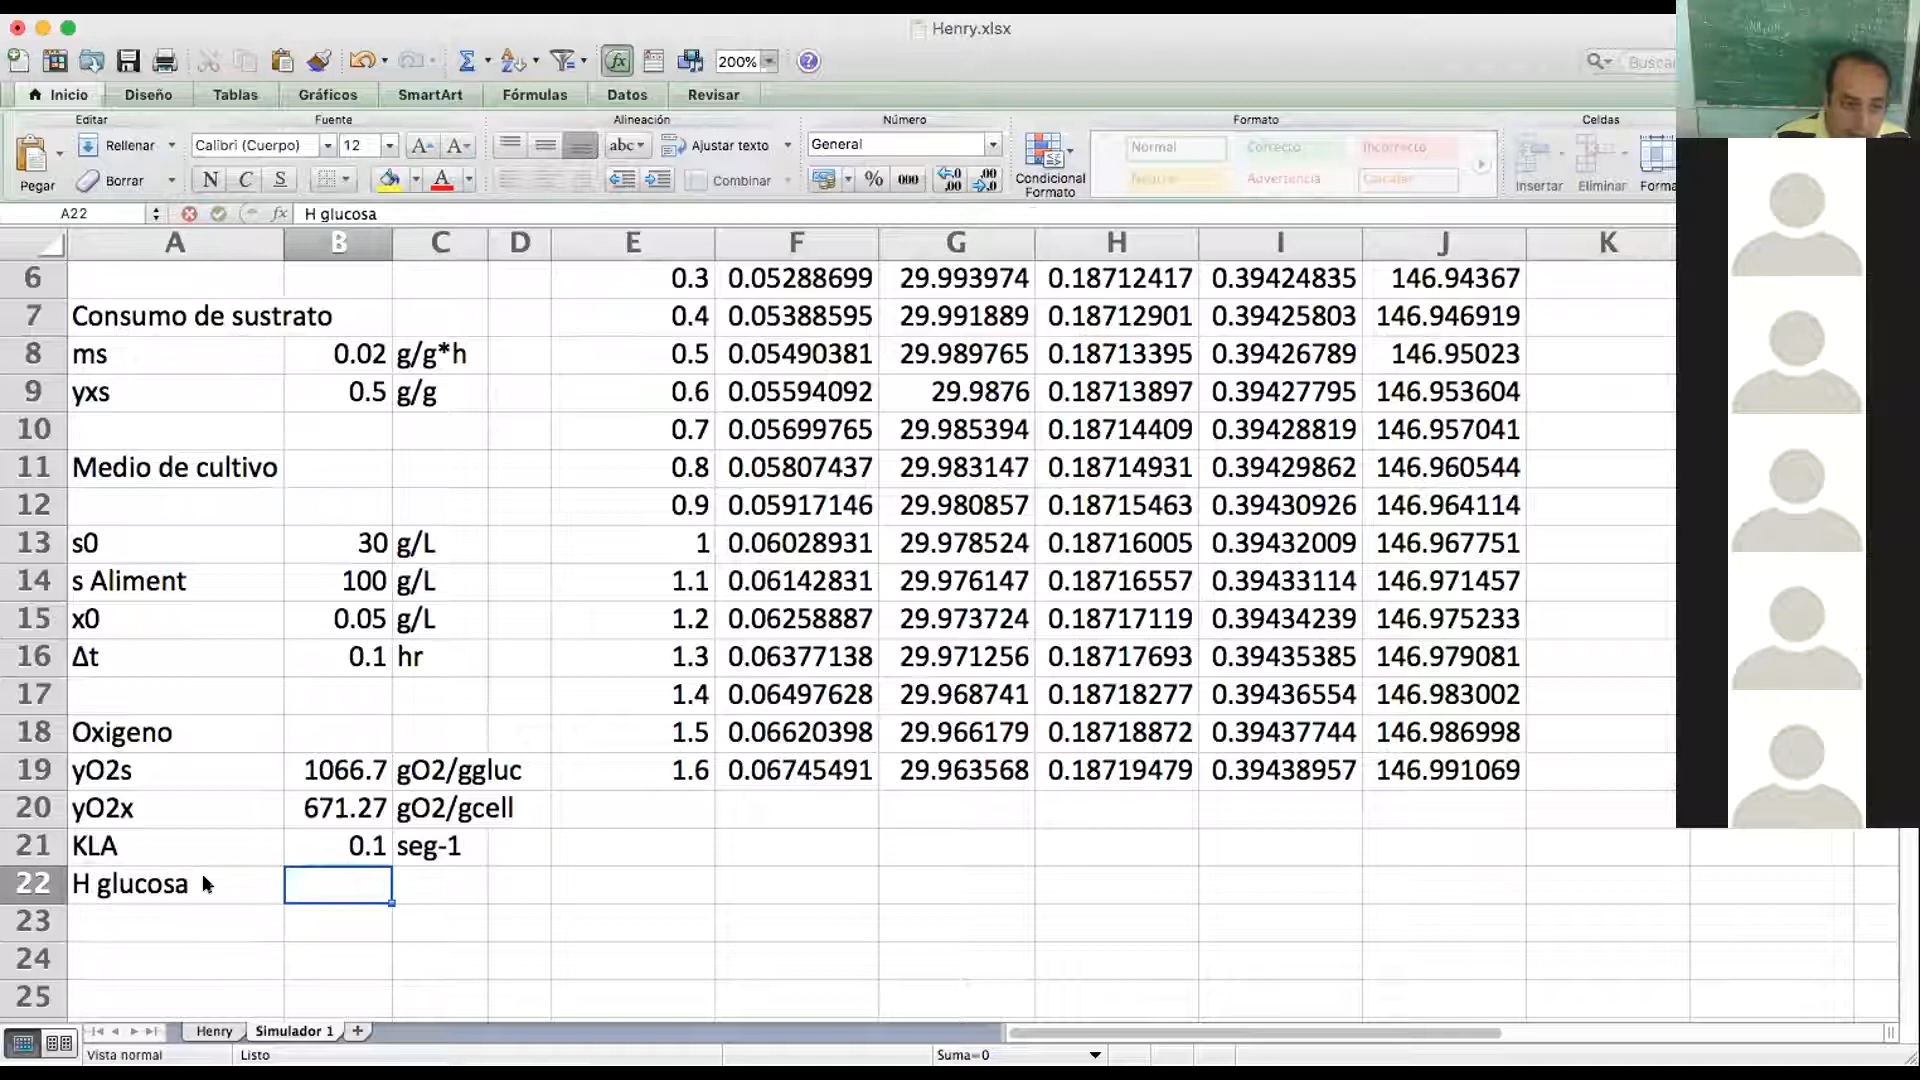 Henry.xlsx
200%
Inicio Diseño Tablas Gráficos SmartArt Fórmulas Datos Revisar
Editar Fuente Alineación Número Formato Celdas
Rellenar Calibri (Cuerpo) 12 A A abc Ajustar texto General Normal Correcto Incorrecto
Pegar Borrar N C S A Combinar % 000 ,0 ,00 ,00 ,0 Condicional Formato Neutral Advertencia Calcular Insertar Eliminar
A22 fx H glucosa
A B C D E F G H I J K
6 0.3 0.05288699 29.993974 0.18712417 0.39424835 146.94367
7 Consumo de sustrato 0.4 0.05388595 29.991889 0.18712901 0.39425803 146.946919
8 ms 0.02 g/g*h 0.5 0.05490381 29.989765 0.18713395 0.39426789 146.95023
9 yxs 0.5 g/g 0.6 0.05594092 29.9876 0.18713897 0.39427795 146.953604
10 0.7 0.05699765 29.985394 0.18714409 0.39428819 146.957041
11 Medio de cultivo 0.8 0.05807437 29.983147 0.18714931 0.39429862 146.960544
12 0.9 0.05917146 29.980857 0.18715463 0.39430926 146.964114
13 s0 30 g/L 1 0.06028931 29.978524 0.18716005 0.39432009 146.967751
14 s Aliment 100 g/L 1.1 0.06142831 29.976147 0.18716557 0.39433114 146.971457
15 x0 0.05 g/L 1.2 0.06258887 29.973724 0.18717119 0.39434239 146.975233
16 Δt 0.1 hr 1.3 0.06377138 29.971256 0.18717693 0.39435385 146.979081
17 1.4 0.06497628 29.968741 0.18718277 0.39436554 146.983002
18 Oxigeno 1.5 0.06620398 29.966179 0.18718872 0.39437744 146.986998
19 yO2s 1066.7 gO2/ggluc 1.6 0.06745491 29.963568 0.18719479 0.39438957 146.991069
20 yO2x 671.27 gO2/gcell
21 KLA 0.1 seg-1
22 H glucosa
23
24
25
Henry Simulador 1
Vista normal Listo Suma=0